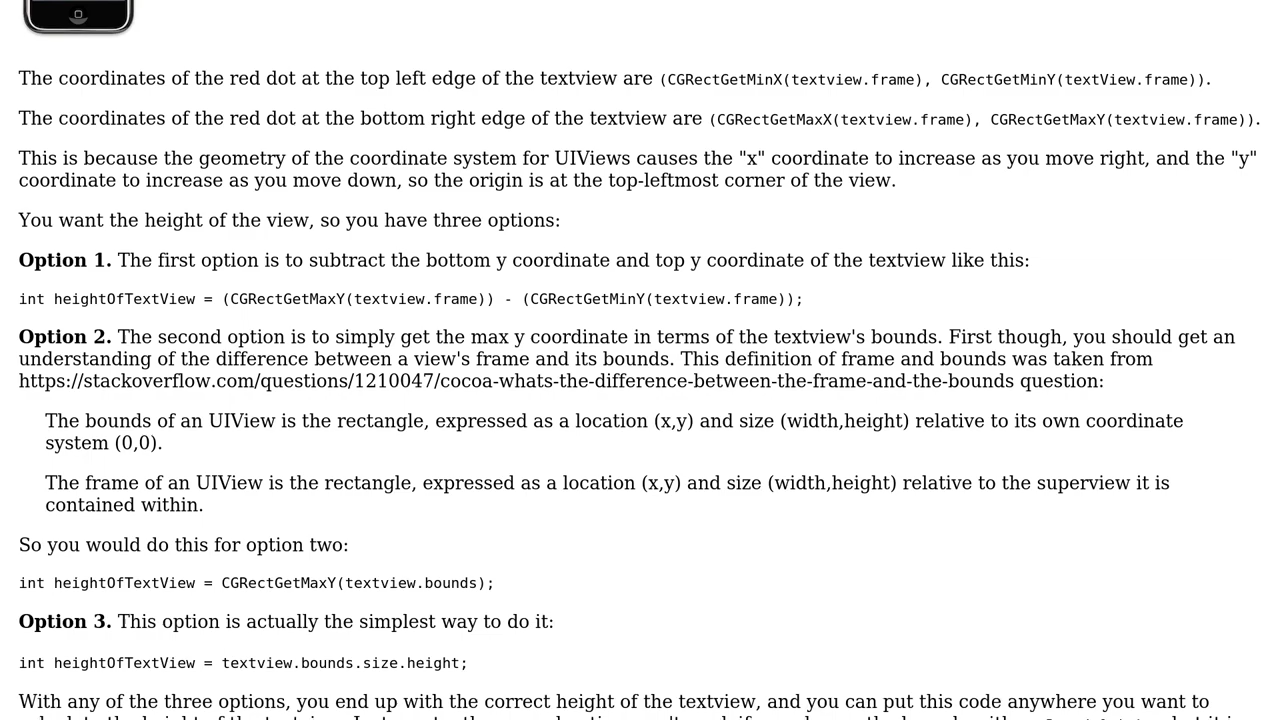 The coordinates of the red dot at the top left edge of the textview are (CGRectGetMinX(textview.frame), CGRectGetMinY(textView.frame)).
The coordinates of the red dot at the bottom right edge of the textview are (CGRectGetMaxX(textview.frame), CGRectGetMaxY(textview.frame)).
This is because the geometry of the coordinate system for UIViews causes the "x" coordinate to increase as you move right, and the "y"
coordinate to increase as you move down, so the origin is at the top-leftmost corner of the view.
You want the height of the view, so you have three options:
Option 1. The first option is to subtract the bottom y coordinate and top y coordinate of the textview like this:
int heightOfTextView = (CGRectGetMaxY(textview.frame)) - (CGRectGetMinY(textview.frame));
Option 2. The second option is to simply get the max y coordinate in terms of the textview's bounds. First though, you should get an
understanding of the difference between a view's frame and its bounds. This definition of frame and bounds was taken from
https://stackoverflow.com/questions/1210047/cocoa-whats-the-difference-between-the-frame-and-the-bounds question:
The bounds of an UIView is the rectangle, expressed as a location (x,y) and size (width,height) relative to its own coordinate
system (0,0).
The frame of an UIView is the rectangle, expressed as a location (x,y) and size (width,height) relative to the superview it is
contained within.
So you would do this for option two:
int heightOfTextView = CGRectGetMaxY(textview.bounds);
Option 3. This option is actually the simplest way to do it:
int heightOfTextView = textview.bounds.size.height;
With any of the three options, you end up with the correct height of the textview, and you can put this code anywhere you want to